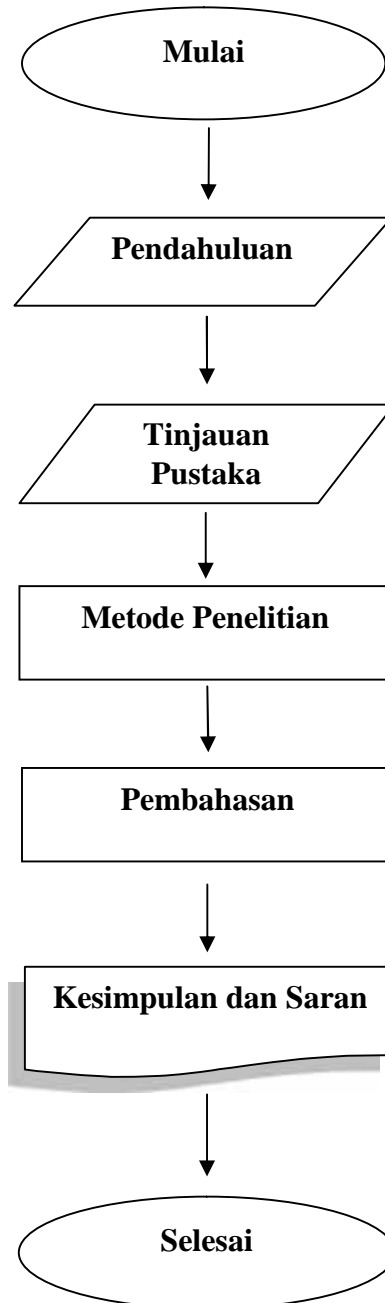 Mulai
Pendahuluan
Tinjauan
Pustaka
Metode Penelitian
Pembahasan
Kesimpulan dan Saran
Selesai